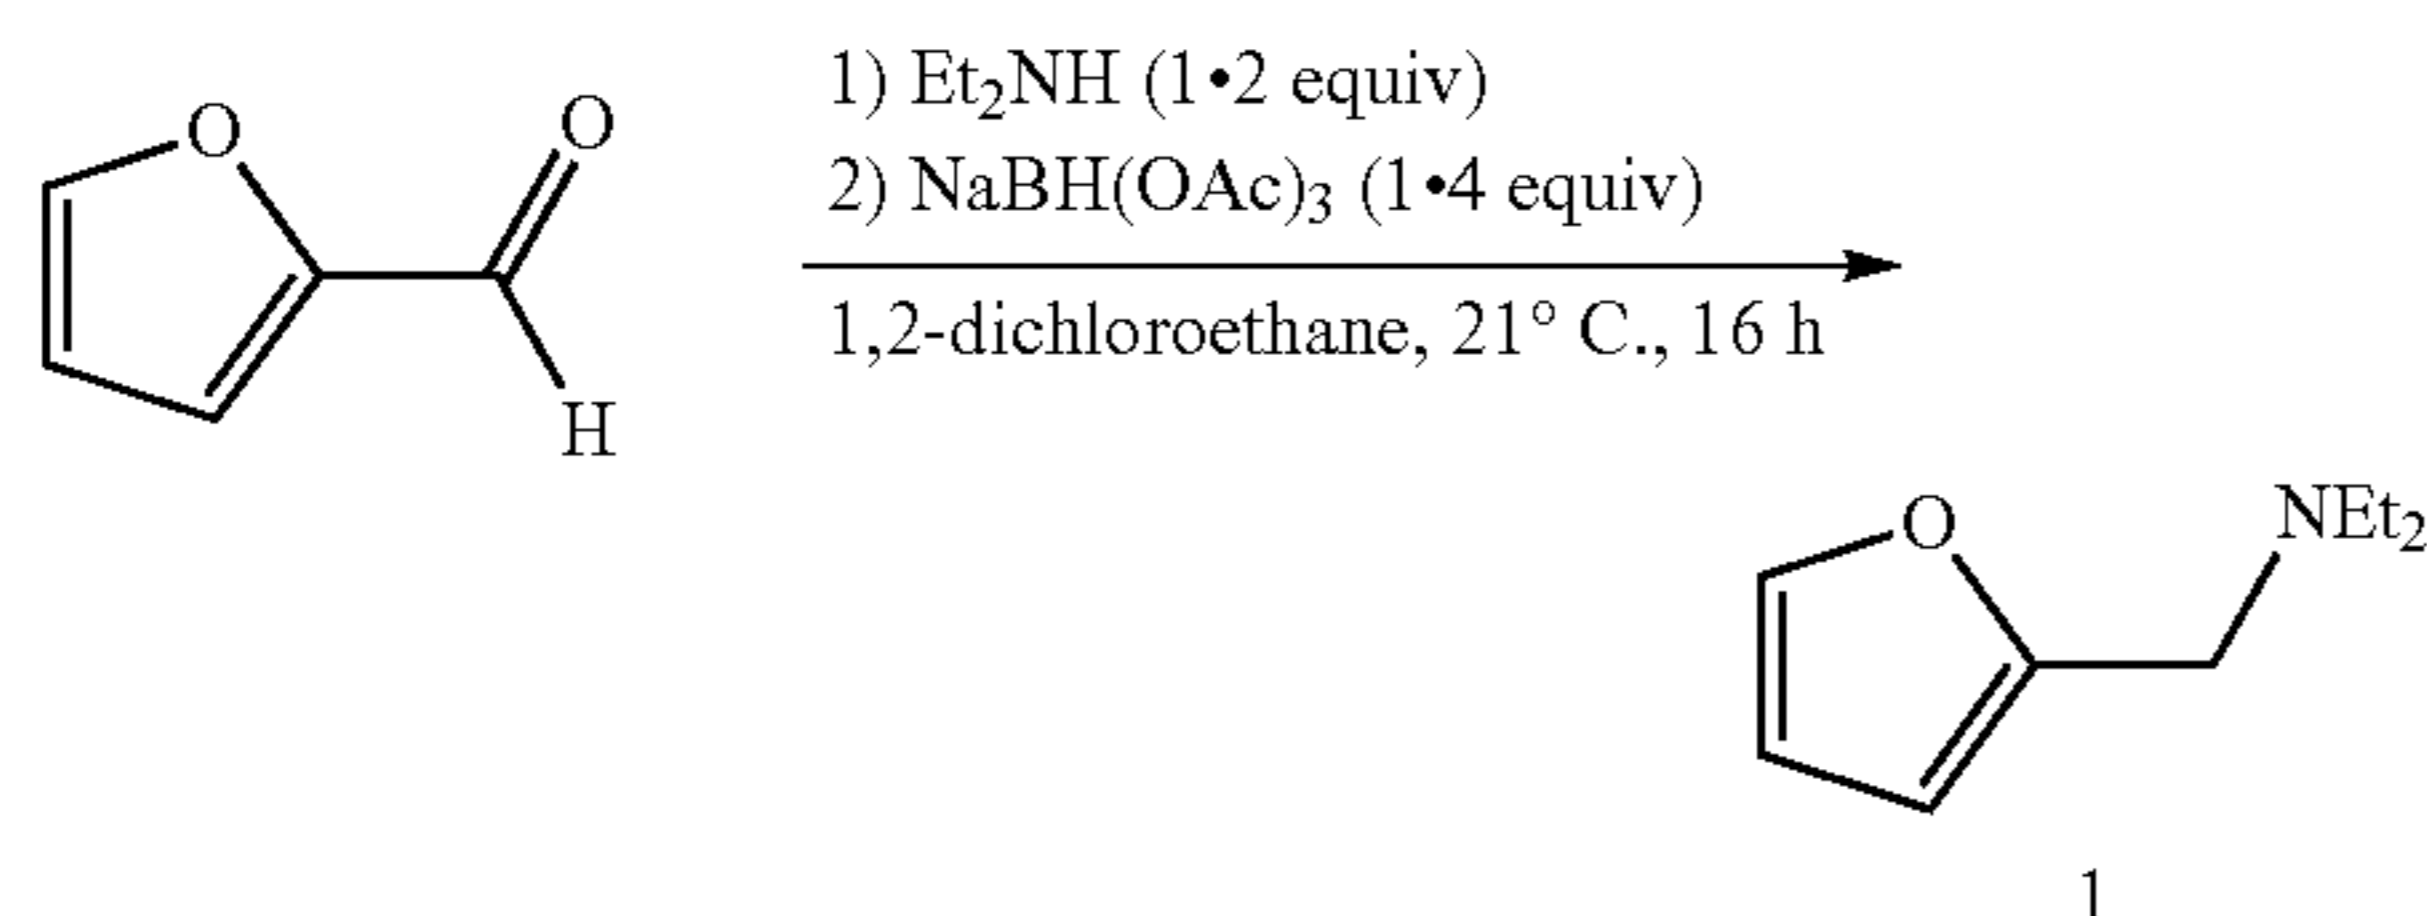 1) Et₂NH (1•2 equiv)
2) NaBH(OAc)₃ (1•4 equiv)
1,2-dichloroethane, 21° C., 16 h
O
O
H
O
NEt₂
1